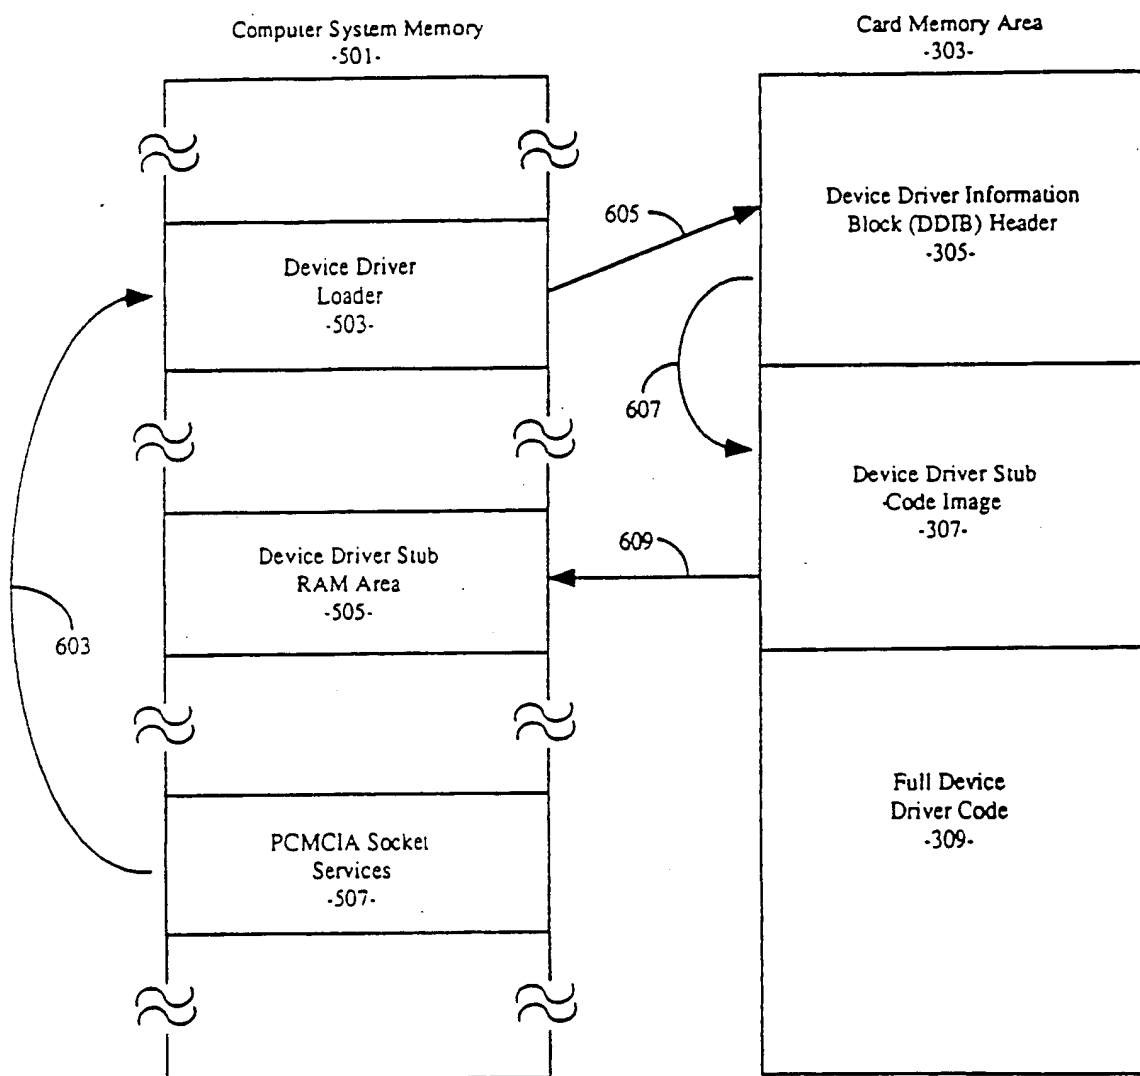 Computer System Memory
-501-
Card Memory Area
-303-
605
Device Driver Information
Block (DDIB) Header
-305-
Device Driver
Loader
-503-
607
Device Driver Stub
-Code Image
-307-
609
Device Driver Stub
RAM Area
-505-
603
Full Device
Driver Code
-309-
PCMCIA Socket
Services
-507-